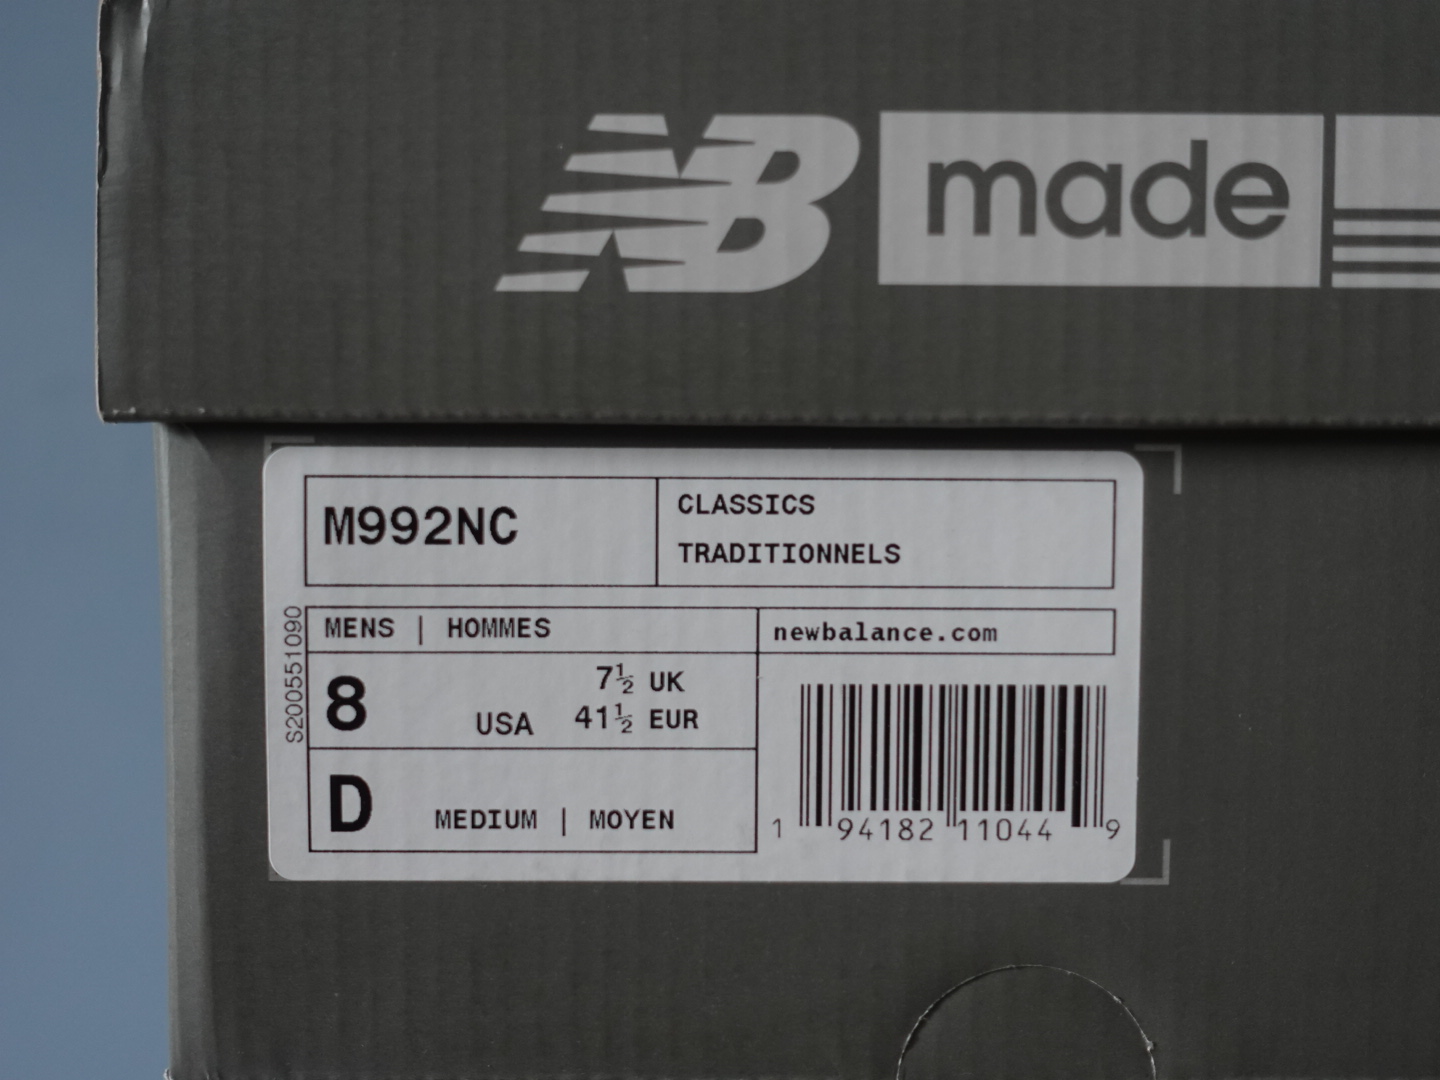 NB made
M992NC
CLASSICS
TRADITIONNELS
S200551090
MENS | HOMMES
newbalance.com
8 USA 7½ UK
41½ EUR
D MEDIUM | MOYEN
1 94182 11044 9